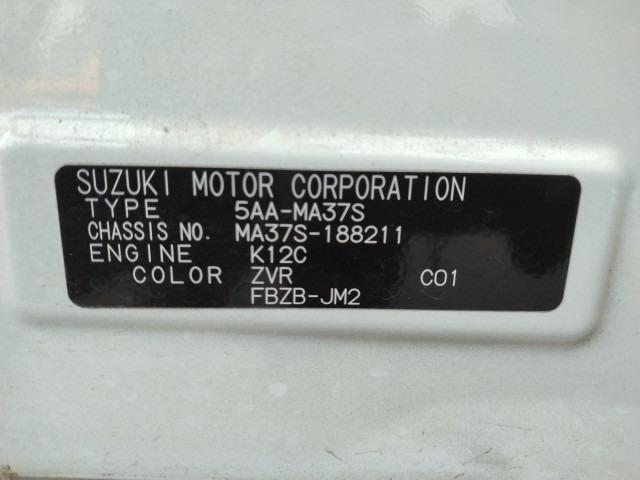 SUZUKI MOTOR CORPORATION
TYPE 5AA-MA37S
CHASSIS NO. MA37S-188211
ENGINE K12C
COLOR ZVR C01
FBZB-JM2